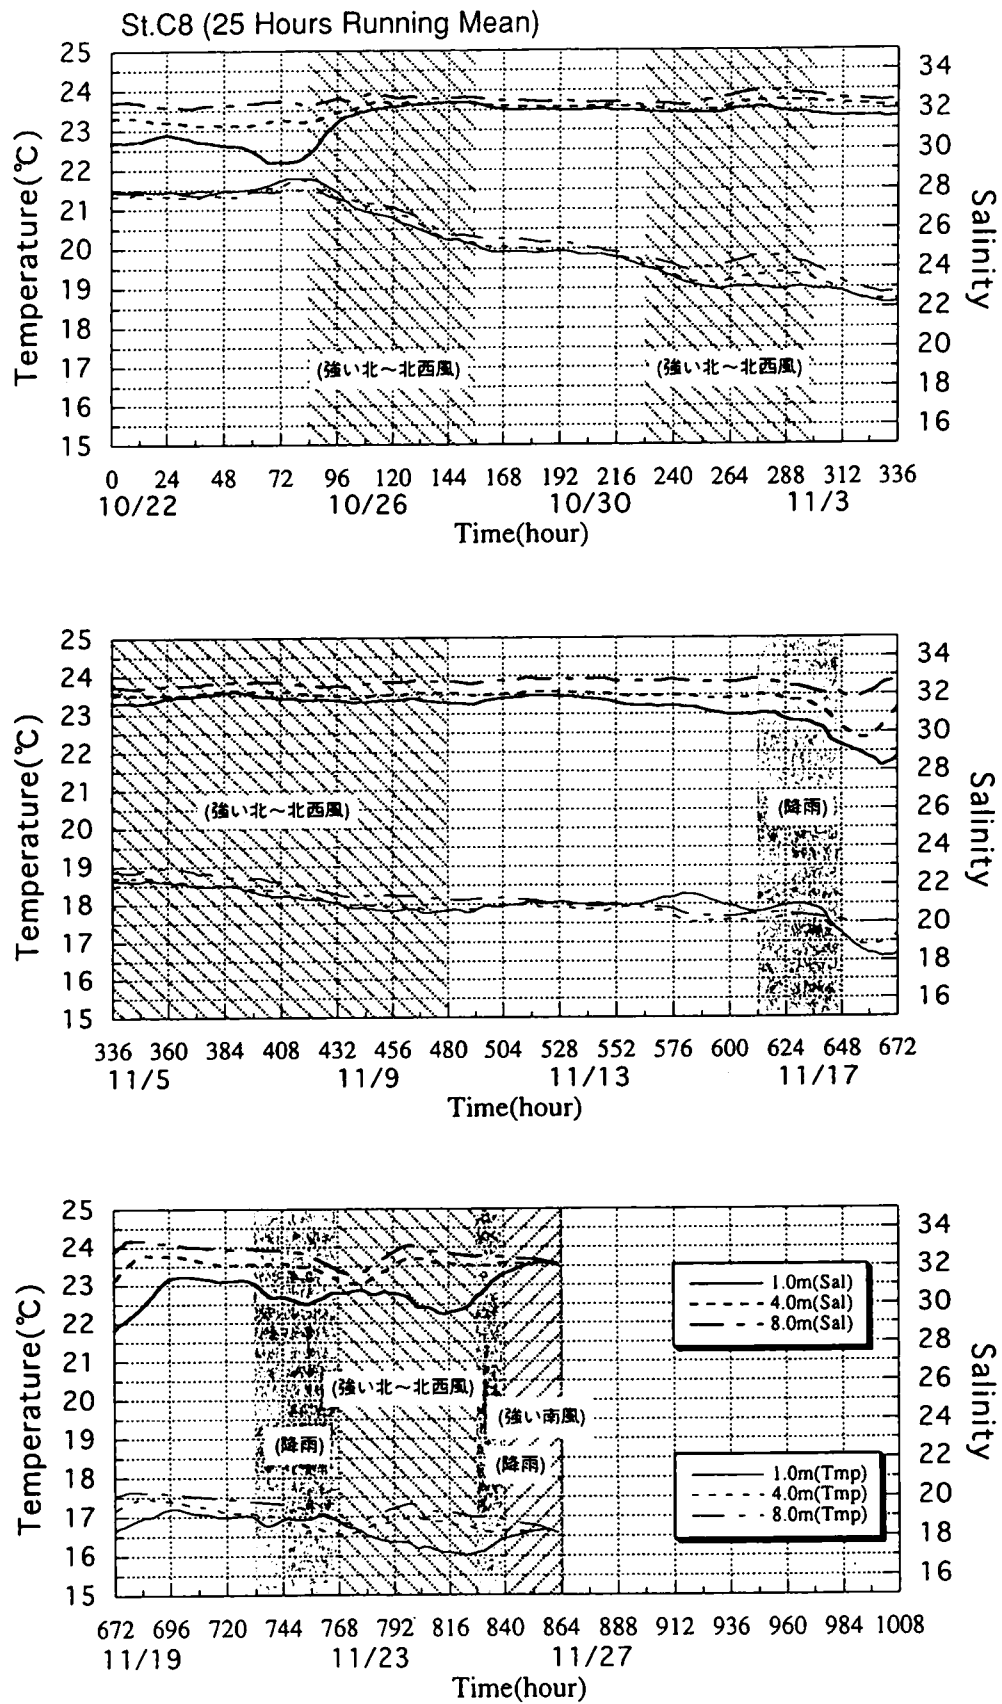 St.C8 (25 Hours Running Mean)
Temperature(℃)
25
24
23
22
21
20
19
18
17
16
15
34
32
30
28
26
24
22
20
18
16
Salinity
(強い北～北西風)
(強い北～北西風)
0 24 48 72 96 120 144 168 192 216 240 264 288 312 336
10/22 10/26 10/30 11/3
Time(hour)
Temperature(℃)
25
24
23
22
21
20
19
18
17
16
15
34
32
30
28
26
24
22
20
18
16
Salinity
(強い北～北西風)
(降雨)
336 360 384 408 432 456 480 504 528 552 576 600 624 648 672
11/5 11/9 11/13 11/17
Time(hour)
Temperature(℃)
25
24
23
22
21
20
19
18
17
16
15
34
32
30
28
26
24
22
20
18
16
Salinity
1.0m(Sal)
4.0m(Sal)
8.0m(Sal)
(強い北～北西風)
(強い南風)
(降雨)
(降雨)
1.0m(Tmp)
4.0m(Tmp)
8.0m(Tmp)
672 696 720 744 768 792 816 840 864 888 912 936 960 984 1008
11/19 11/23 11/27
Time(hour)